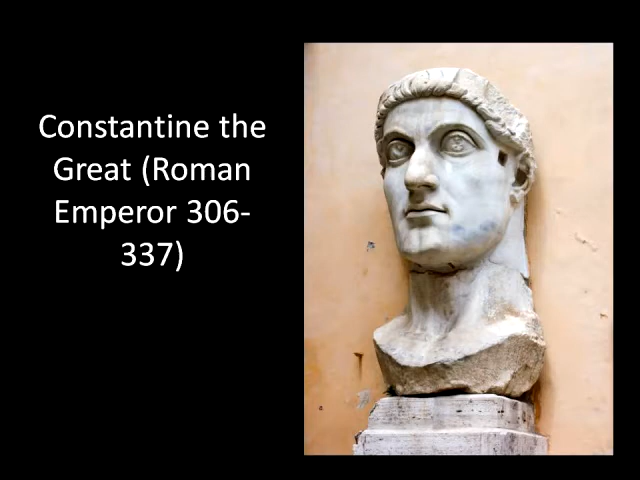 Constantine the
Great (Roman
Emperor 306-
337)